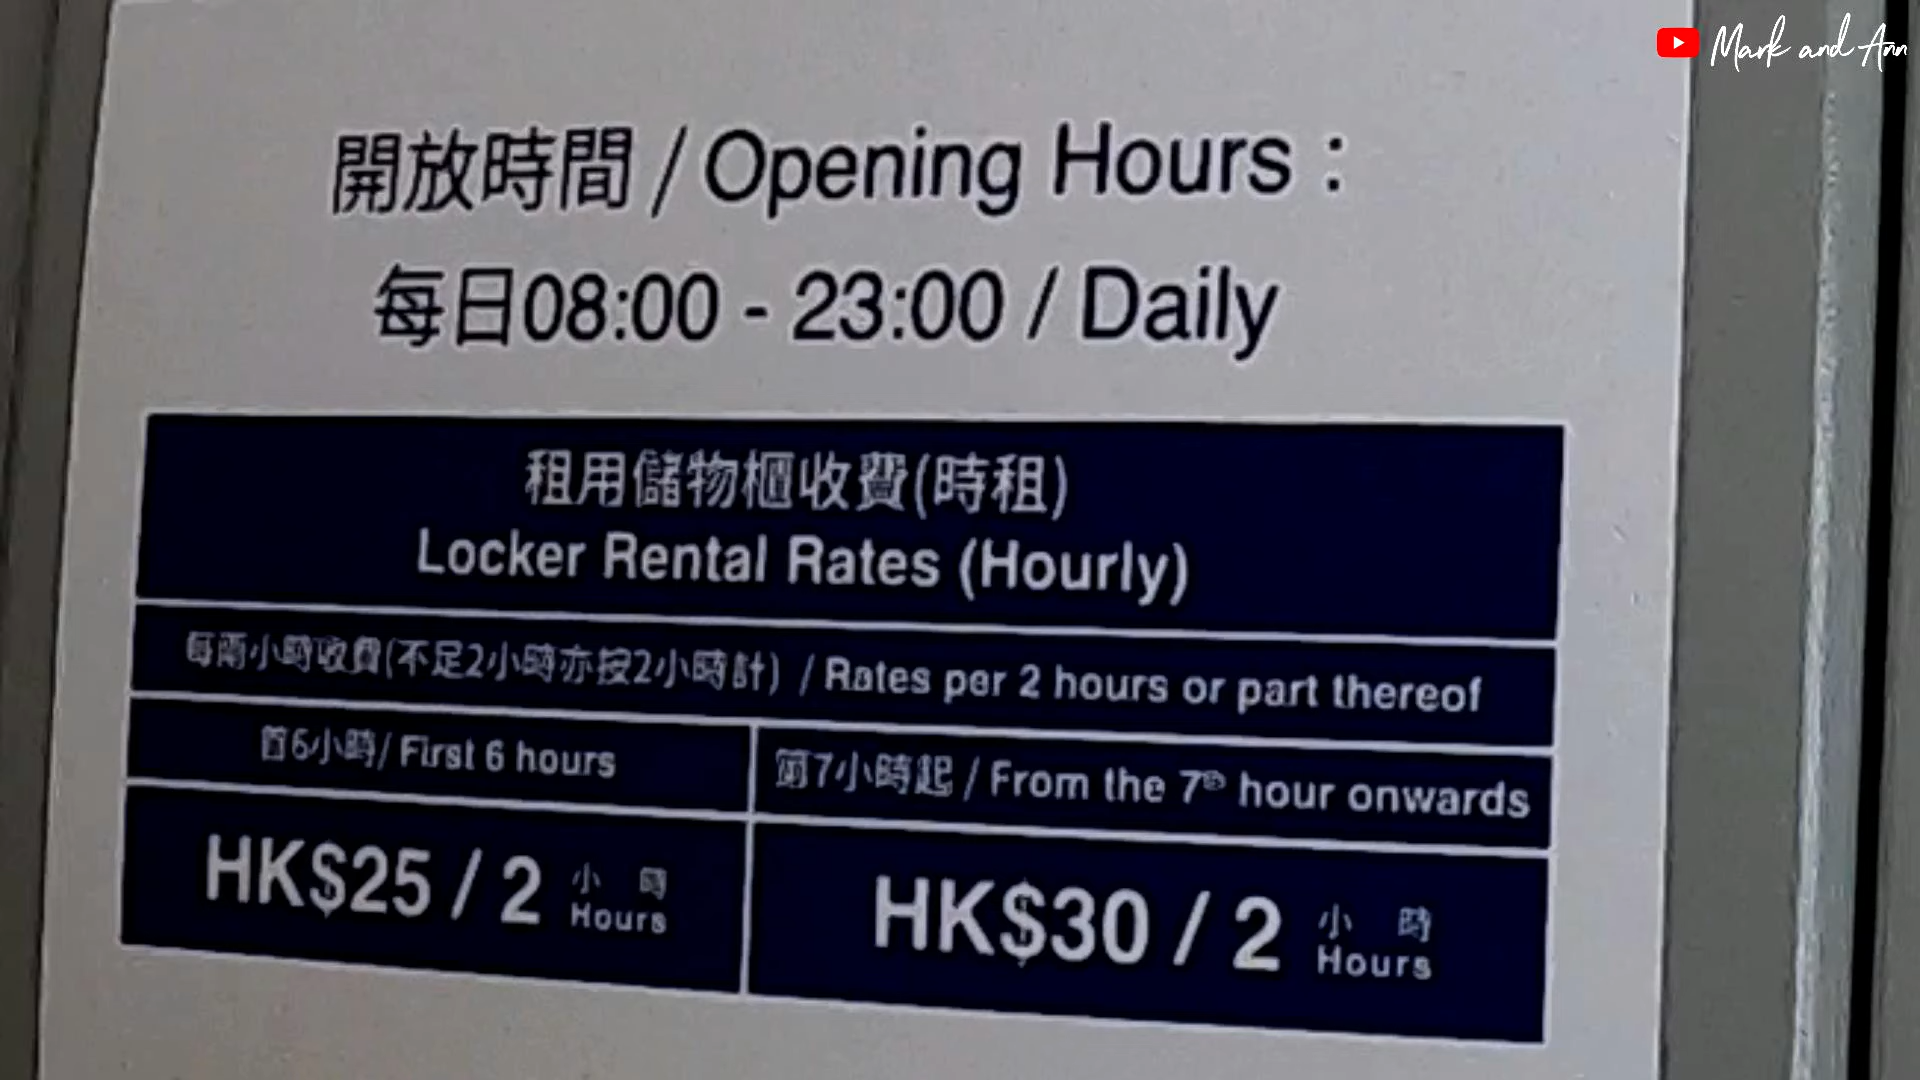 Mark and Ann
開放時間 / Opening Hours :
每日08:00 - 23:00 / Daily
租用儲物櫃收費(時租)
Locker Rental Rates (Hourly)
每兩小時收費(不足2小時亦按2小時計) / Rates per 2 hours or part thereof
首6小時/ First 6 hours
第7小時起 / From the 7th hour onwards
HK$25 / 2 小時 Hours
HK$30 / 2 小時 Hours